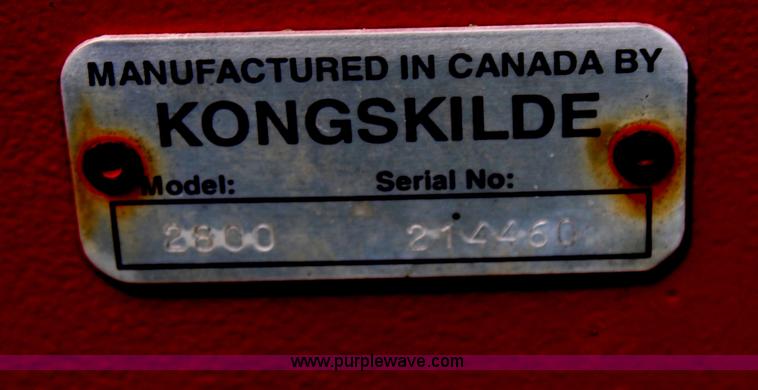 MANUFACTURED IN CANADA BY
KONGSKILDE
Model: Serial No:
2800 214460
www.purplewave.com